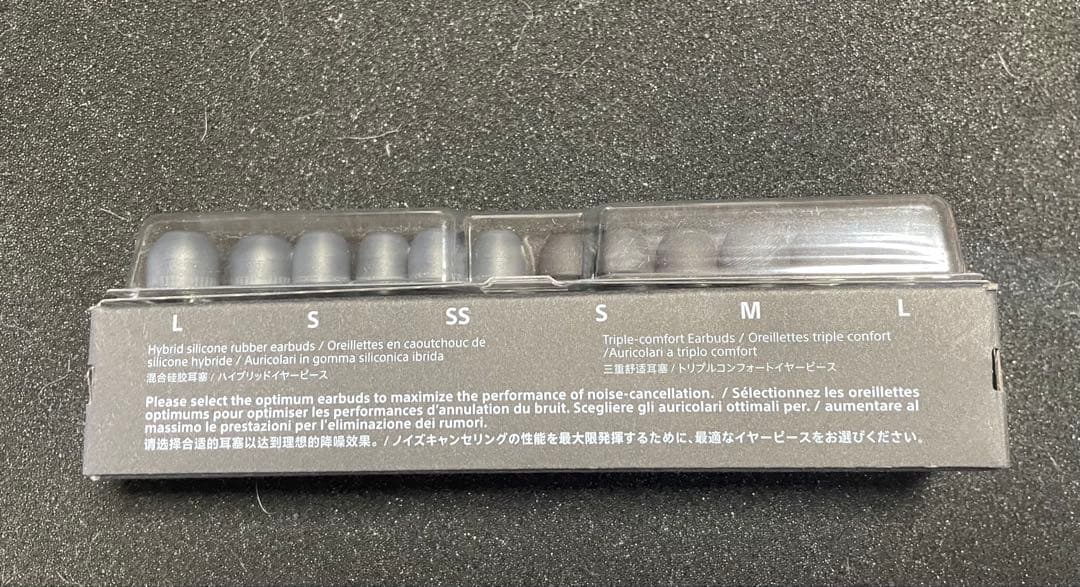 L S SS S M L
Hybrid silicone rubber earbuds / Oreillettes en caoutchouc de
silicone hybride / Auricolari in gomma siliconica ibrida
混合硅胶耳塞 / ハイブリッドイヤーピース
Triple-comfort Earbuds / Oreillettes triple confort
/Auricolari a triplo comfort
三重舒适耳塞 / トリプルコンフォートイヤーピース
Please select the optimum earbuds to maximize the performance of noise-cancellation. / Sélectionnez les oreillettes
optimums pour optimiser les performances d'annulation du bruit. Scegliere gli auricolari ottimali per. / aumentare al
massimo le prestazioni per l'eliminazione dei rumori.
请选择合适的耳塞以达到理想的降噪效果。/ ノイズキャンセリングの性能を最大限発揮するために、最適なイヤーピースをお選びください。